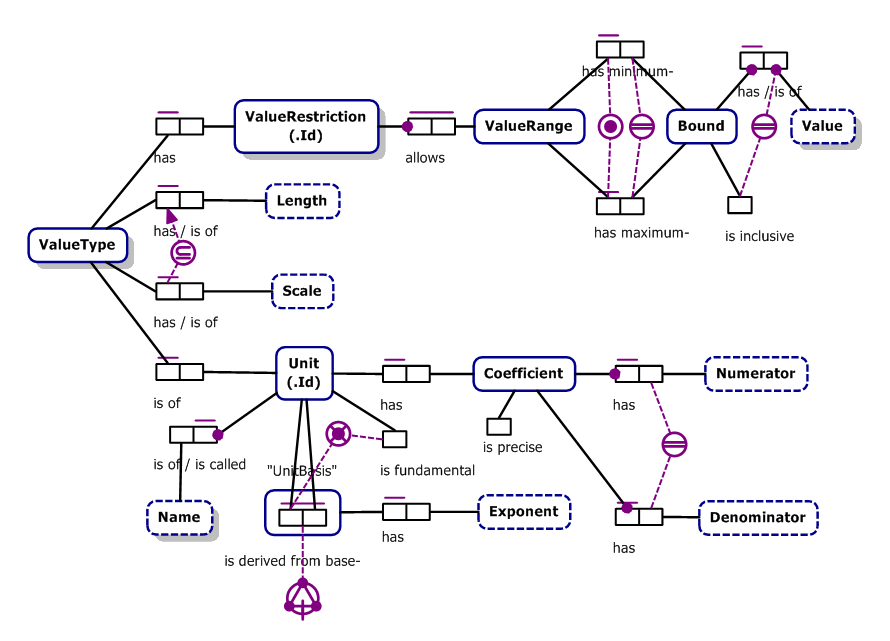 has minimum-
has / is of
ValueRestriction
(.Id)
ValueRange
Bound
Value
has
allows
Length
has / is of
has maximum-
is inclusive
ValueType
Scale
has / is of
Unit
(.Id)
Coefficient
Numerator
is of
has
has
is precise
is of / is called
"UnitBasis"
is fundamental
Name
Exponent
Denominator
has
has
is derived from base-